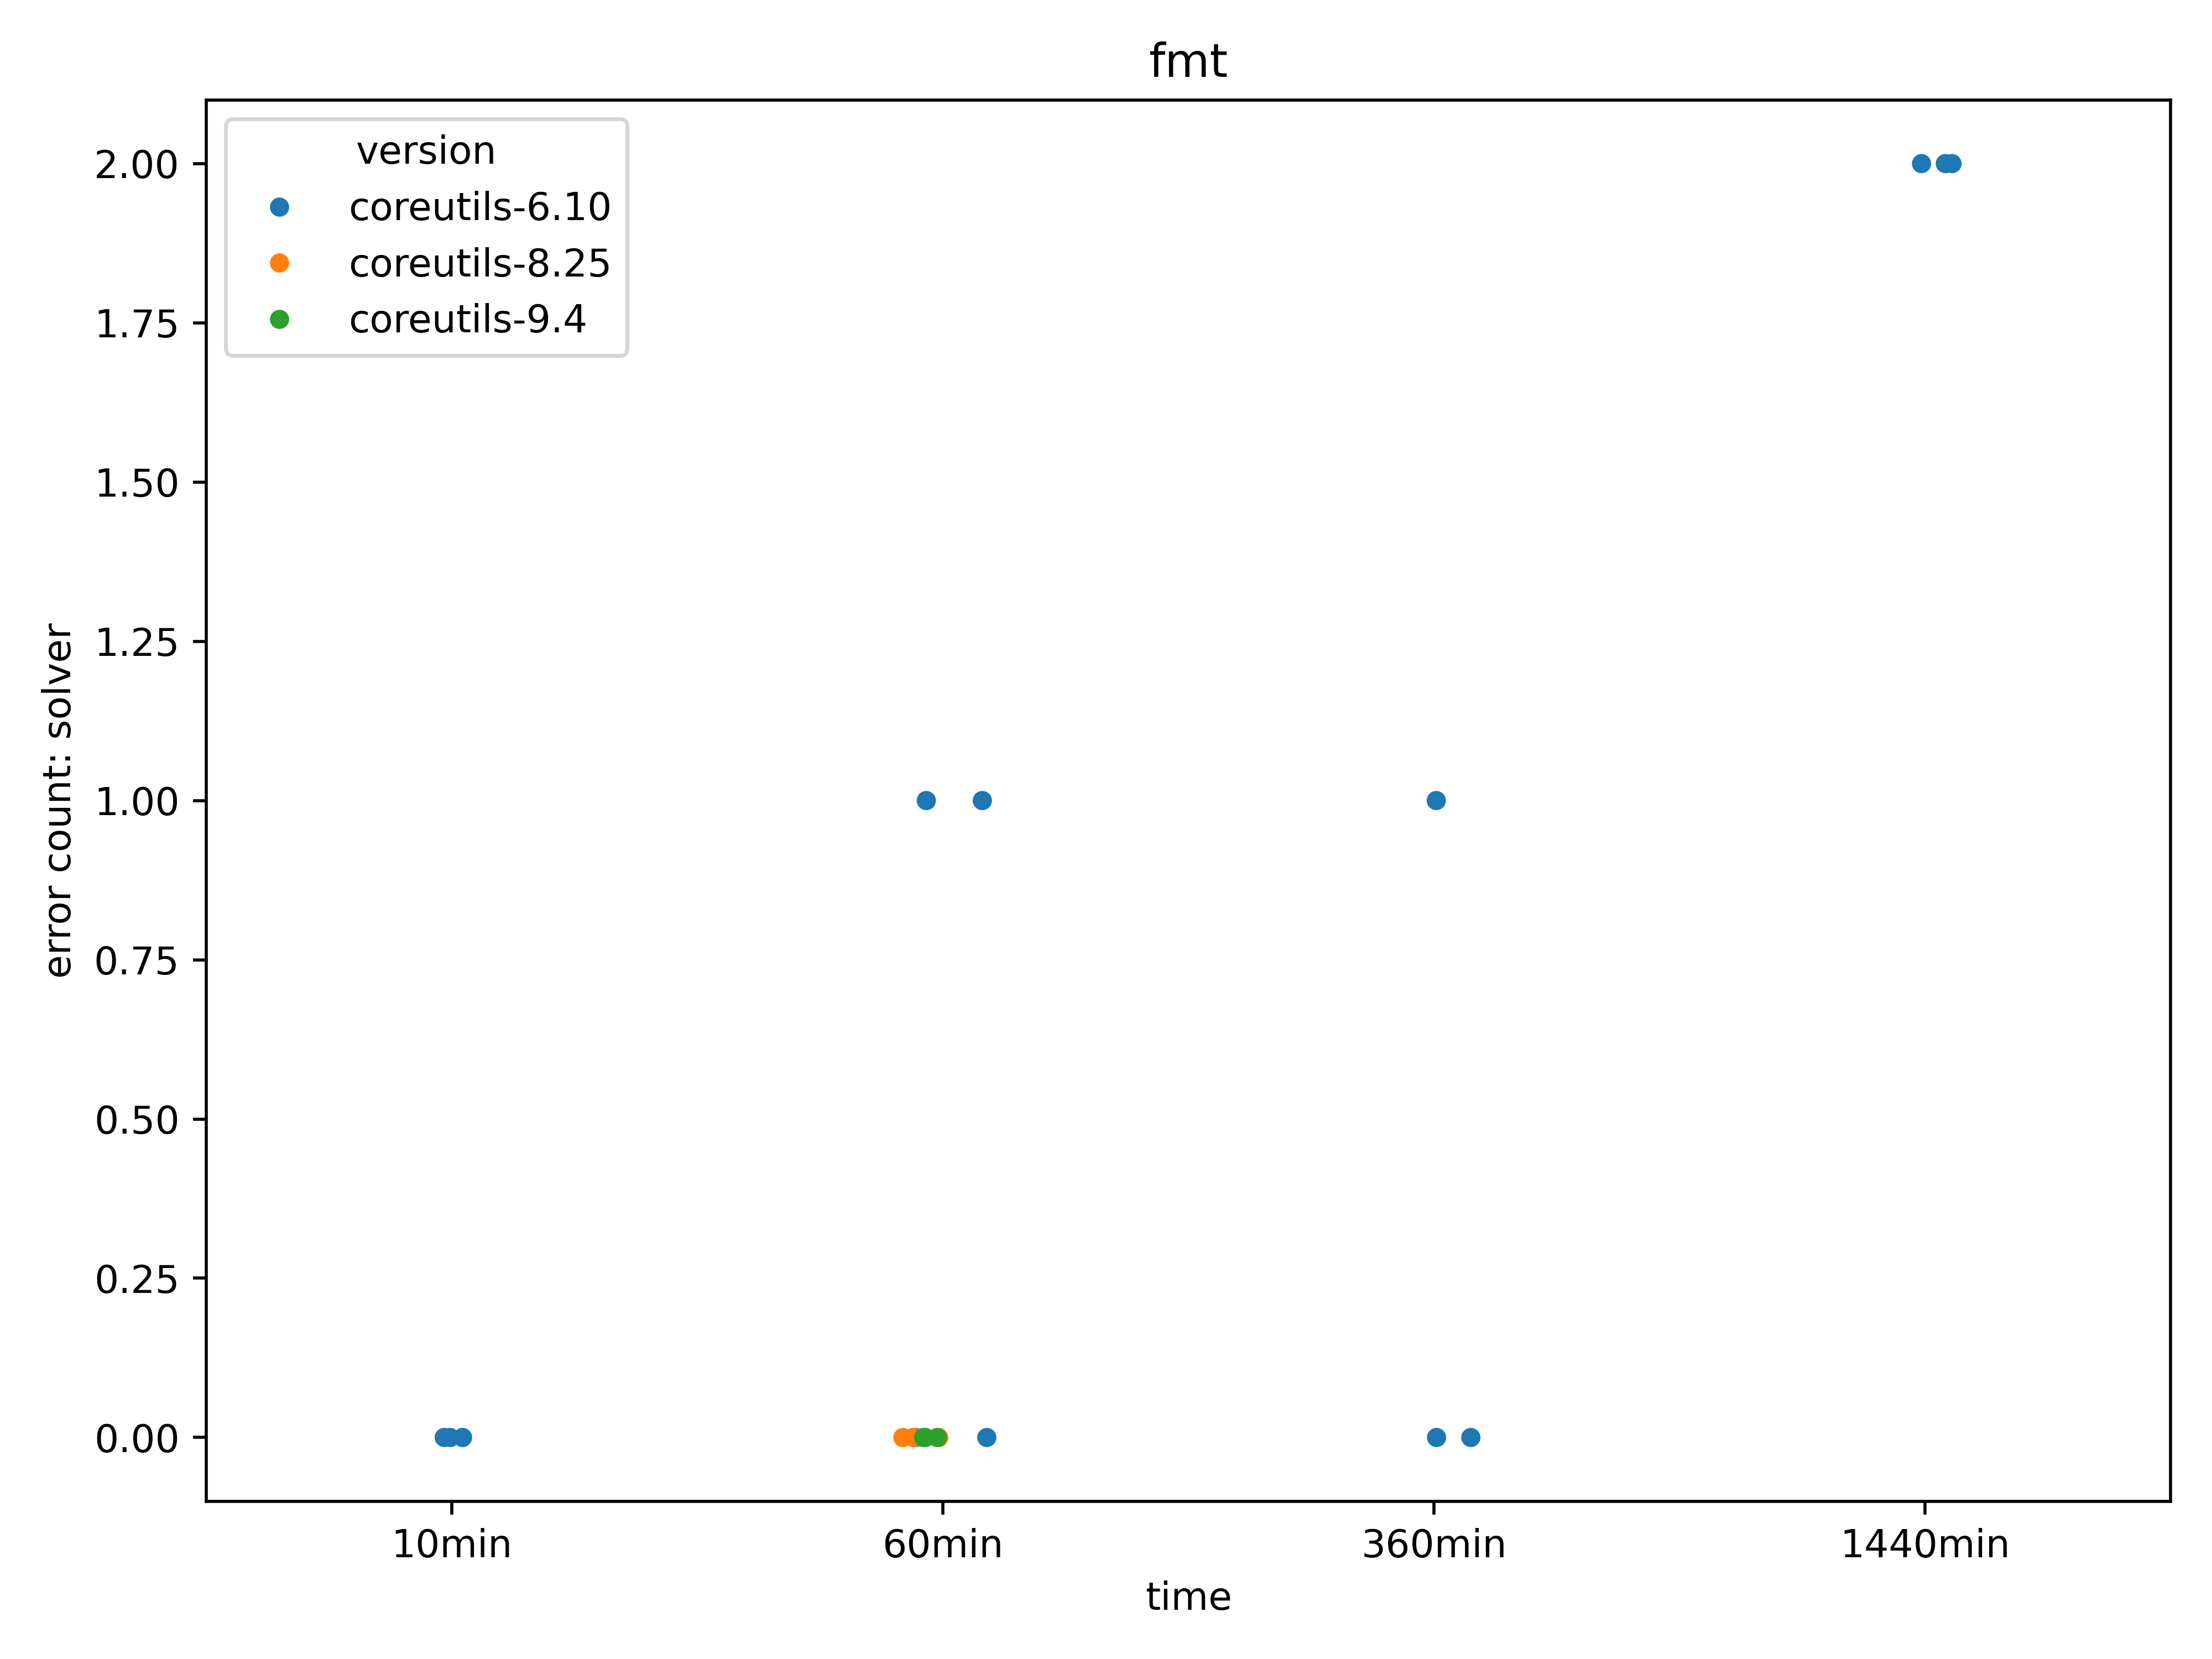 fmt
version
coreutils-6.10
coreutils-8.25
coreutils-9.4
error count: solver
2.00
1.75
1.50
1.25
1.00
0.75
0.50
0.25
0.00
10min 60min 360min 1440min
time